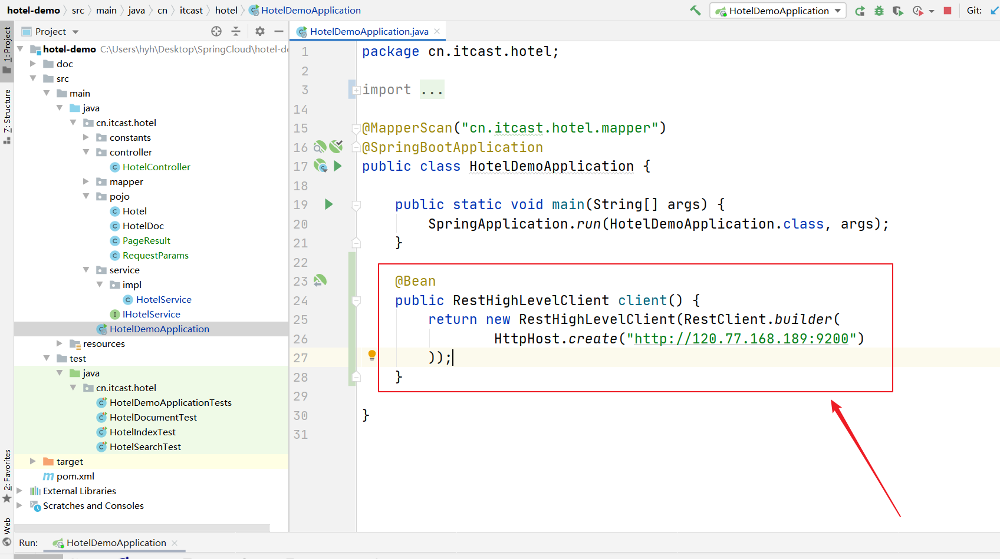 hotel-demo src main java cn itcast hotel HotelDemoApplication HotelDemoApplication Git:
Project HotelDemoApplication.java
1: Project
7: Structure
2: Favorites
Web
hotel-demo C:\Users\hyh\Desktop\SpringCloud\hotel-de
doc
src
main
java
cn.itcast.hotel
constants
controller
HotelController
mapper
pojo
Hotel
HotelDoc
PageResult
RequestParams
service
impl
HotelService
IHotelService
HotelDemoApplication
resources
test
java
cn.itcast.hotel
HotelDemoApplicationTests
HotelDocumentTest
HotelIndexTest
HotelSearchTest
target
pom.xml
External Libraries
Scratches and Consoles
1 package cn.itcast.hotel;
2
3 import ...
14
15 @MapperScan("cn.itcast.hotel.mapper")
16 @SpringBootApplication
17 public class HotelDemoApplication {
18
19 public static void main(String[] args) {
20 SpringApplication.run(HotelDemoApplication.class, args);
21 }
22
23 @Bean
24 public RestHighLevelClient client() {
25 return new RestHighLevelClient(RestClient.builder(
26 HttpHost.create("http://120.77.168.189:9200")
27 ));
28 }
29
30 }
31
Run: HotelDemoApplication